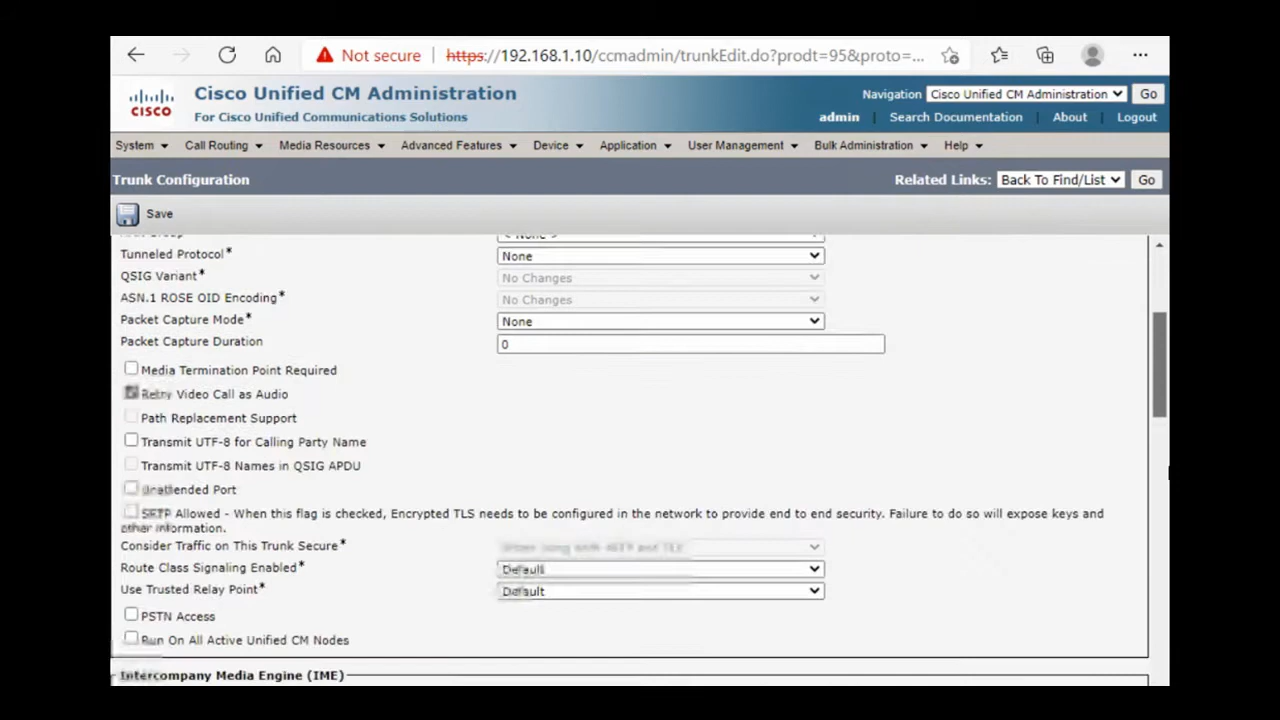 Not secure
https://192.168.1.10/ccmadmin/trunkEdit.do?prodt=95&proto=...
CISCO
Cisco Unified CM Administration
For Cisco Unified Communications Solutions
Navigation Cisco Unified CM Administration Go
admin | Search Documentation | About | Logout
System Call Routing Media Resources Advanced Features Device Application User Management Bulk Administration Help
Trunk Configuration
Related Links: Back To Find/List Go
Save
< None >
Tunneled Protocol* None
QSIG Variant* No Changes
ASN.1 ROSE OID Encoding* No Changes
Packet Capture Mode* None
Packet Capture Duration 0
Media Termination Point Required
Retry Video Call as Audio
Path Replacement Support
Transmit UTF-8 for Calling Party Name
Transmit UTF-8 Names in QSIG APDU
Unattended Port
SRTP Allowed - When this flag is checked, Encrypted TLS needs to be configured in the network to provide end to end security. Failure to do so will expose keys and
other information.
Consider Traffic on This Trunk Secure*
Route Class Signaling Enabled* Default
Use Trusted Relay Point* Default
PSTN Access
Run On All Active Unified CM Nodes
Intercompany Media Engine (IME)